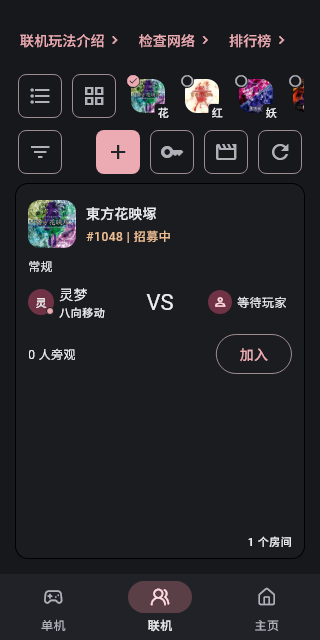 联机玩法介绍 检查网络 排行榜
花 红 妖
東方花映塚
#1048 | 招募中
常规
灵 灵梦
八向移动
VS
等待玩家
0 人旁观
加入
1 个房间
单机 联机 主页